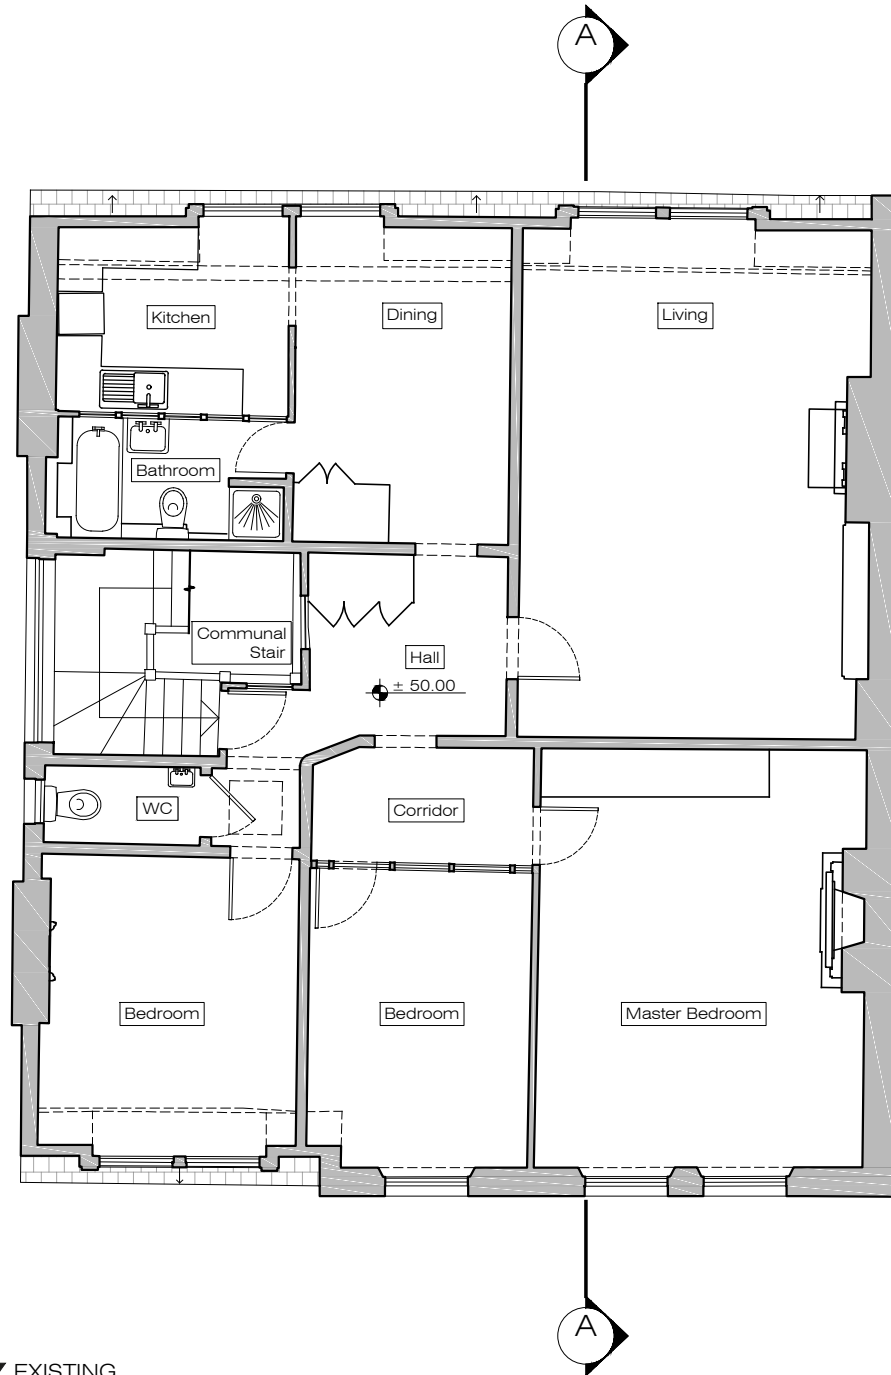 A
Kitchen
Dining
Living
Bathroom
Communal
Stair
Hall
± 50.00
WC
Corridor
Bedroom
Bedroom
Master Bedroom
A
EXISTING